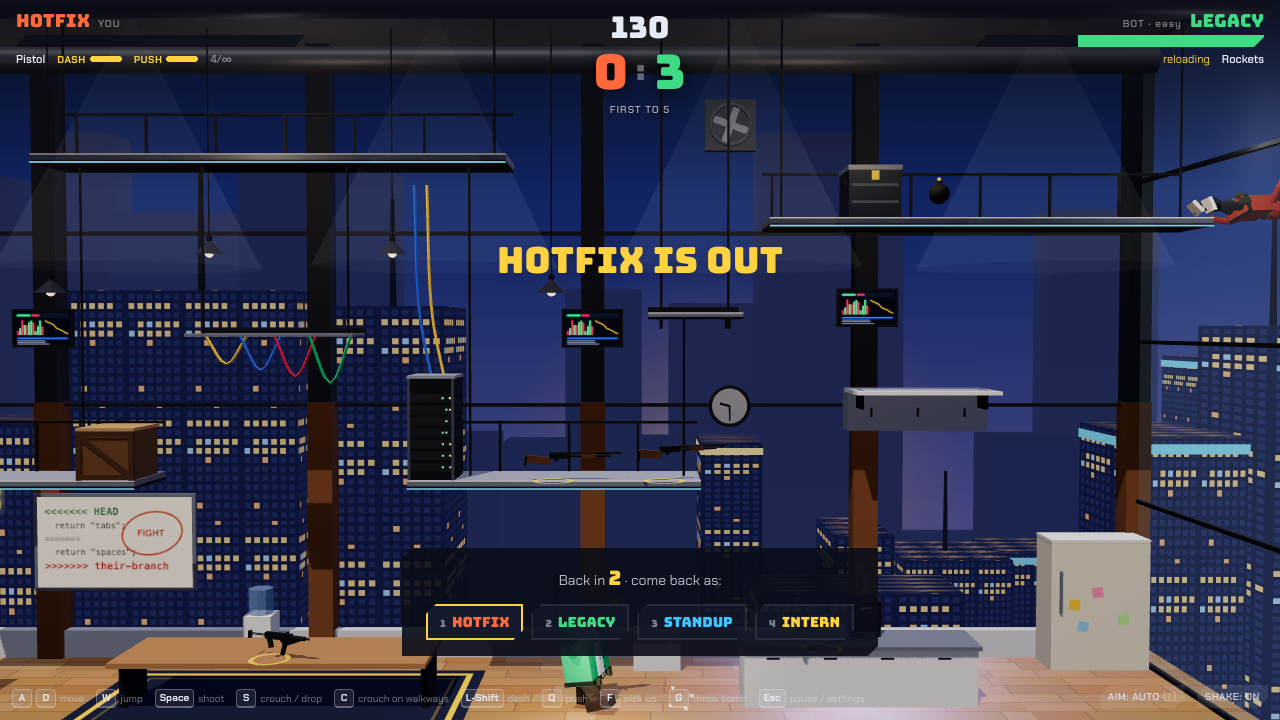 HOTFIX YOU
130
BOT · easy LEGACY
Pistol DASH PUSH 4/∞
0 : 3
reloading Rockets
FIRST TO 5
HOTFIX IS OUT
<<<<<<< HEAD
return "tabs";
=======
return "spaces";
>>>>>>> their-branch
FIGHT
Back in 2 · come back as:
1 HOTFIX
2 LEGACY
3 STANDUP
4 INTERN
A D move W jump Space shoot S crouch / drop C crouch on walkways L-Shift dash Q push F pick up G throw bomb Esc pause / settings
AIM: AUTO (T) SHAKE: ON